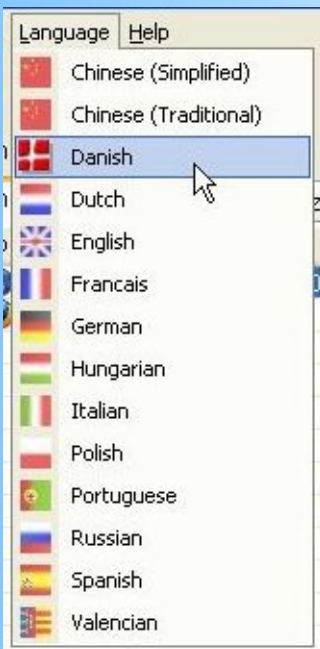 Language Help
Chinese (Simplified)
Chinese (Traditional)
Danish
Dutch
English
Francais
German
Hungarian
Italian
Polish
Portuguese
Russian
Spanish
Valencian